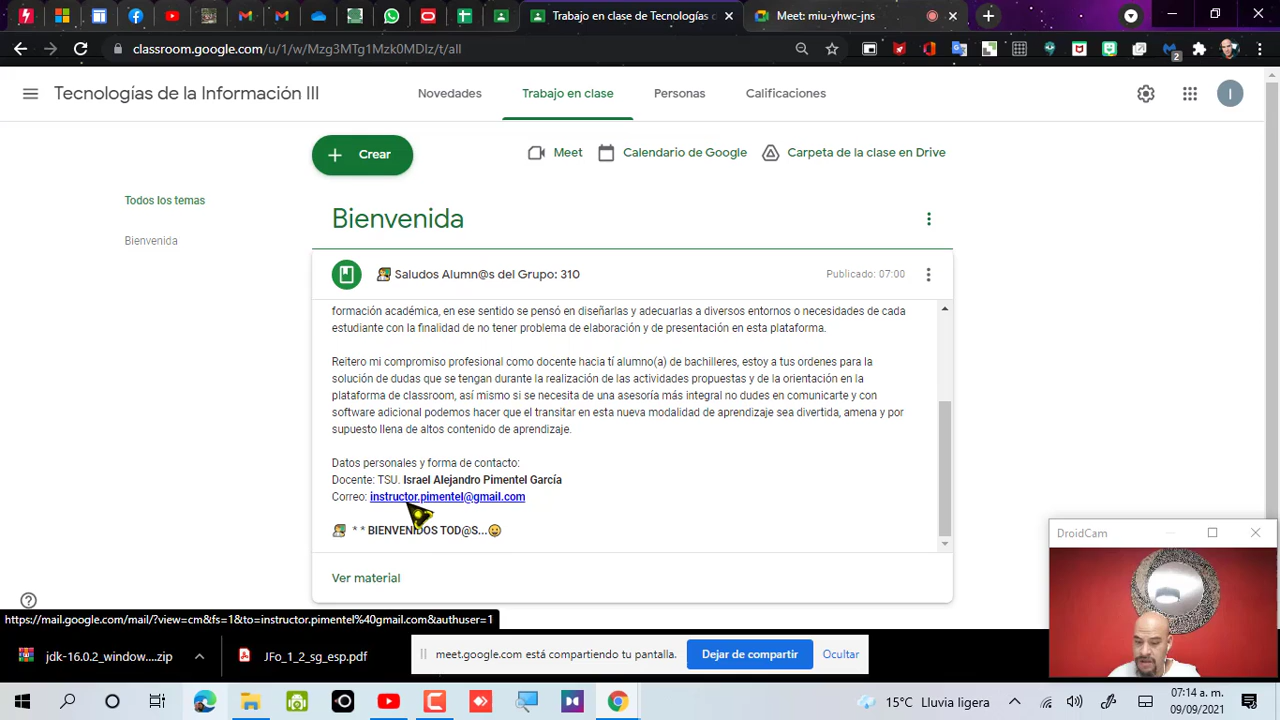 Trabajo en clase de Tecnologías c
Meet: miu-yhwc-jns
classroom.google.com/u/1/w/Mzg3MTg1Mzk0MDIz/t/all
2
Tecnologías de la Información III
Novedades
Trabajo en clase
Personas
Calificaciones
I
Crear
Meet
Calendario de Google
Carpeta de la clase en Drive
Todos los temas
Bienvenida
Bienvenida
Saludos Alumn@s del Grupo: 310
Publicado: 07:00
formación académica, en ese sentido se pensó en diseñarlas y adecuarlas a diversos entornos o necesidades de cada
estudiante con la finalidad de no tener problema de elaboración y de presentación en esta plataforma.
Reitero mi compromiso profesional como docente hacia tí alumno(a) de bachilleres, estoy a tus ordenes para la
solución de dudas que se tengan durante la realización de las actividades propuestas y de la orientación en la
plataforma de classroom, así mismo si se necesita de una asesoría más integral no dudes en comunicarte y con
software adicional podemos hacer que el transitar en esta nueva modalidad de aprendizaje sea divertida, amena y por
supuesto llena de altos contenido de aprendizaje.
Datos personales y forma de contacto:
Docente: TSU. Israel Alejandro Pimentel García
Correo: instructor.pimentel@gmail.com
* * BIENVENIDOS TOD@S...
Ver material
DroidCam
https://mail.google.com/mail/?view=cm&fs=1&to=instructor.pimentel%40gmail.com&authuser=1
jdk-16.0.2_window....zip
JFo_1_2_sg_esp.pdf
meet.google.com está compartiendo tu pantalla.
Dejar de compartir
Ocultar
15°C Lluvia ligera
07:14 a. m.
09/09/2021